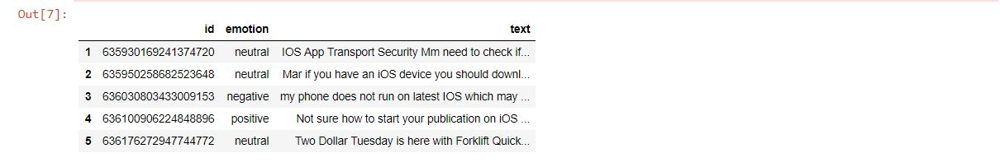 Out[7]:
id emotion text
1 635930169241374720 neutral IOS App Transport Security Mm need to check if...
2 635950258682523648 neutral Mar if you have an iOS device you should downl...
3 636030803433009153 negative my phone does not run on latest IOS which may ...
4 636100906224848896 positive Not sure how to start your publication on iOS ...
5 636176272947744772 neutral Two Dollar Tuesday is here with Forklift Quick...